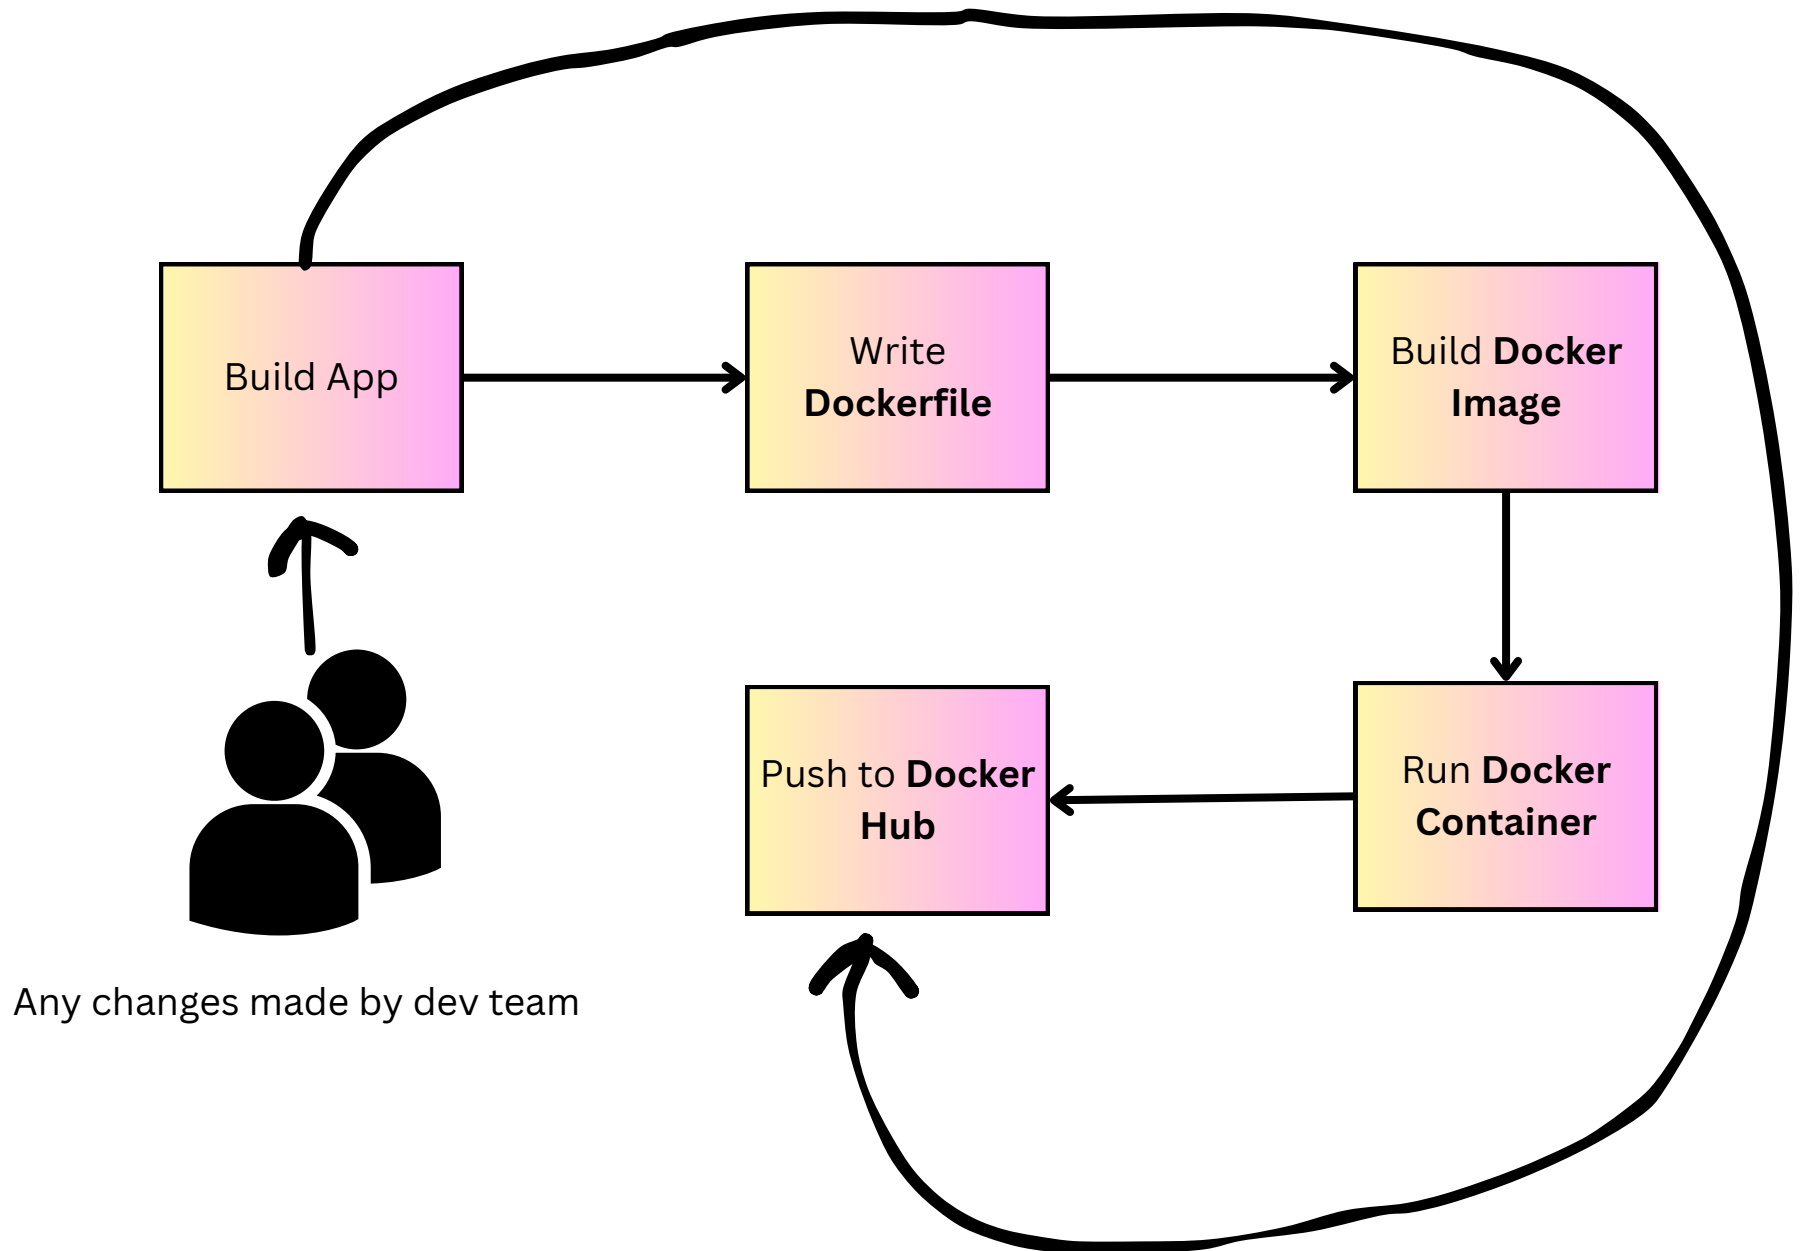 Build App
Write
Dockerfile
Build Docker
Image
Push to Docker
Hub
Run Docker
Container
Any changes made by dev team